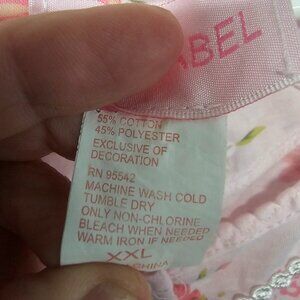 ABEL
55% COTTON
45% POLYESTER
EXCLUSIVE OF
DECORATION
RN 95542
MACHINE WASH COLD
TUMBLE DRY
ONLY NON-CHLORINE
BLEACH WHEN NEEDED
WARM IRON IF NEEDED
XXL
CHINA